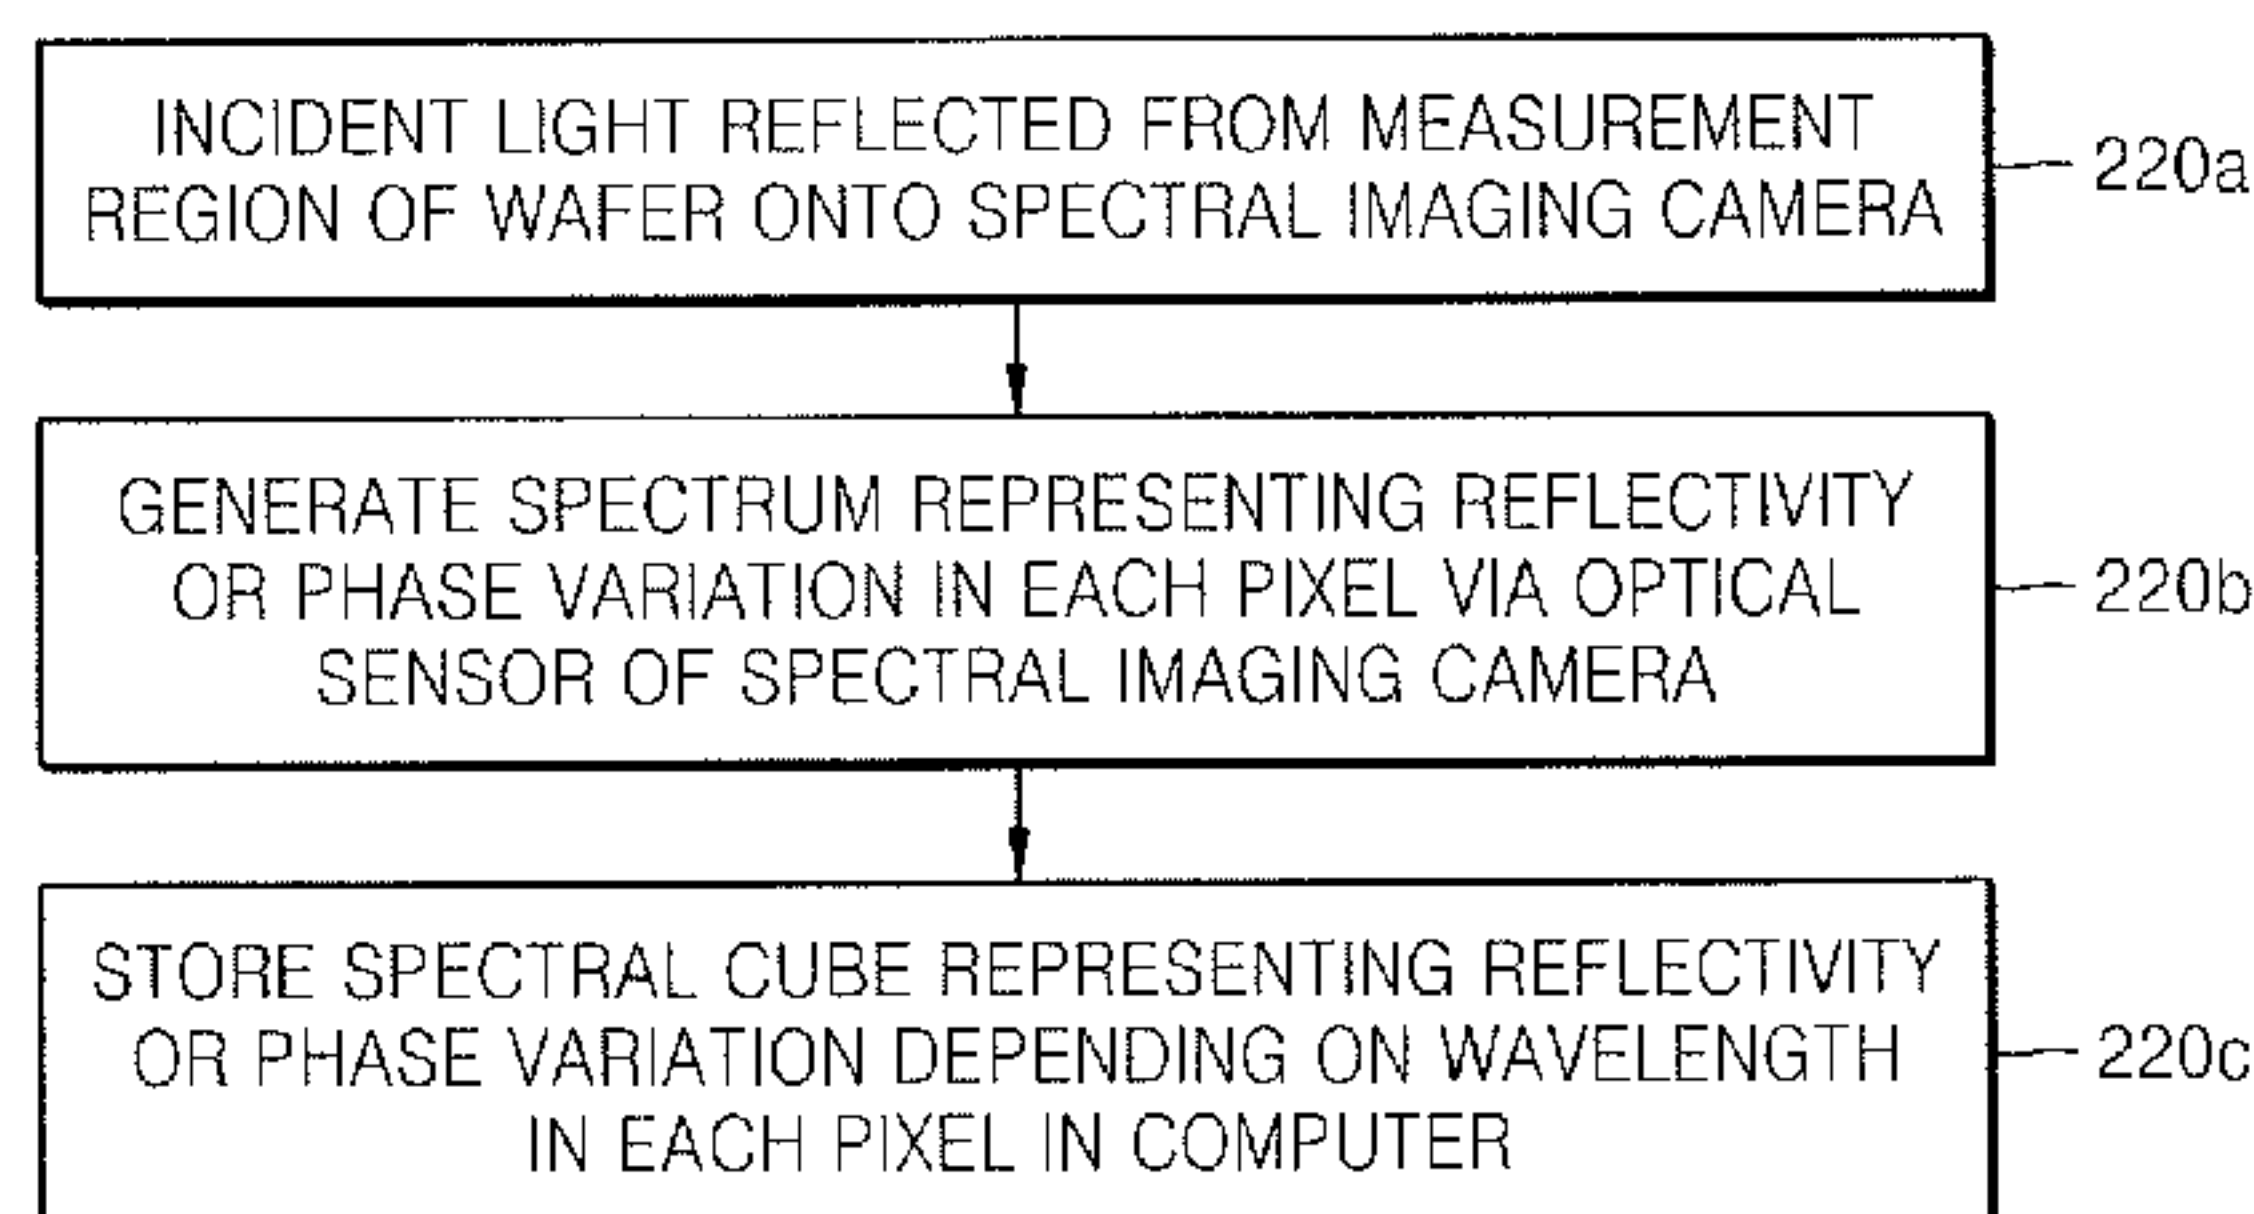 INCIDENT LIGHT REFLECTED FROM MEASUREMENT
REGION OF WAFER ONTO SPECTRAL IMAGING CAMERA
220a
GENERATE SPECTRUM REPRESENTING REFLECTIVITY
OR PHASE VARIATION IN EACH PIXEL VIA OPTICAL
SENSOR OF SPECTRAL IMAGING CAMERA
220b
STORE SPECTRAL CUBE REPRESENTING REFLECTIVITY
OR PHASE VARIATION DEPENDING ON WAVELENGTH
IN EACH PIXEL IN COMPUTER
220c